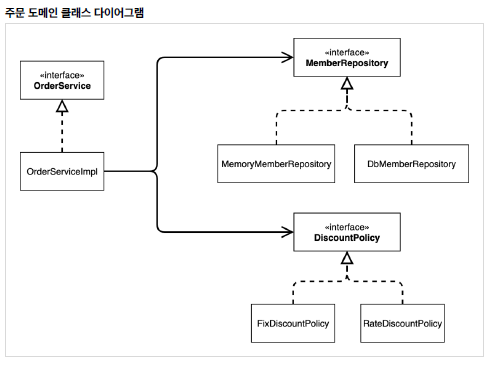 주문 도메인 클래스 다이어그램
«interface»
OrderService
OrderServiceImpl
«interface»
MemberRepository
MemoryMemberRepository
DbMemberRepository
«interface»
DiscountPolicy
FixDiscountPolicy
RateDiscountPolicy